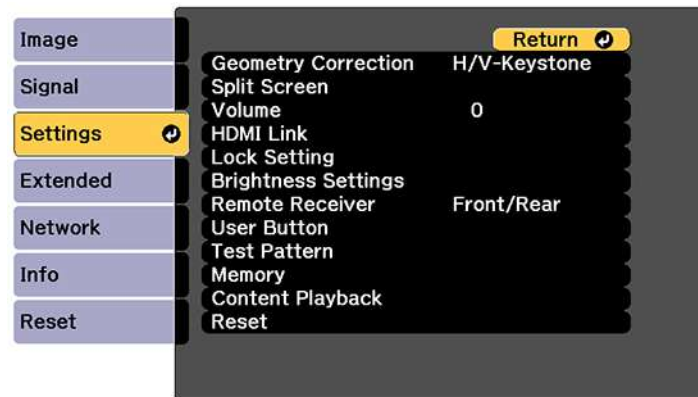 Image
Signal
Settings
Extended
Network
Info
Reset
Return
Geometry Correction H/V-Keystone
Split Screen
Volume 0
HDMI Link
Lock Setting
Brightness Settings
Remote Receiver Front/Rear
User Button
Test Pattern
Memory
Content Playback
Reset